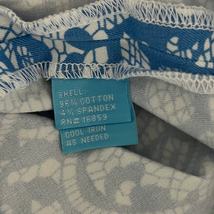 SHELL:
96% COTTON
4% SPANDEX
RN# 16859
COOL IRON
AS NEEDED